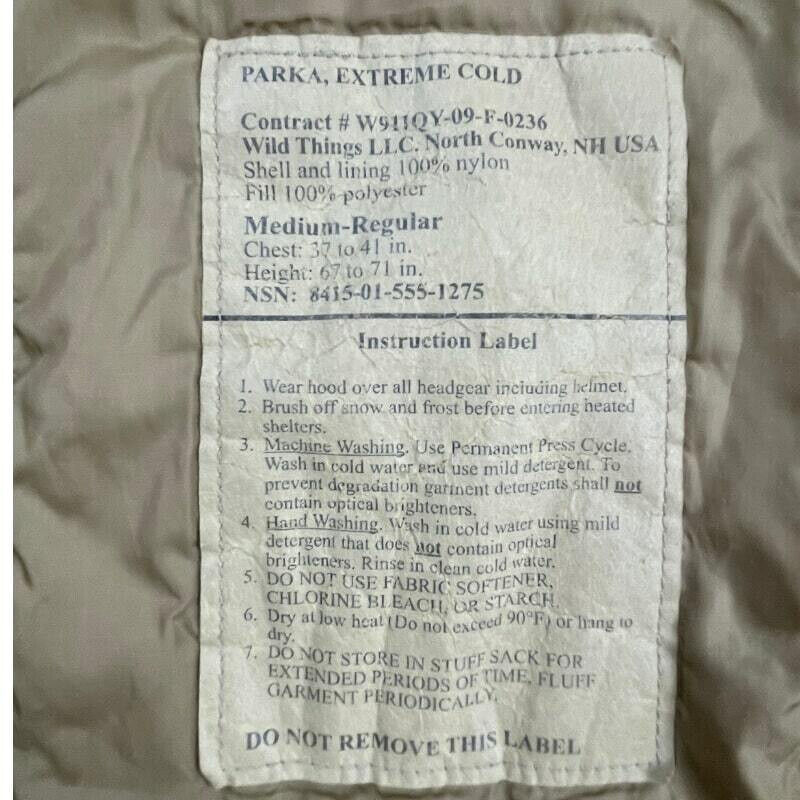 PARKA, EXTREME COLD
Contract # W911QY-09-F-0236
Wild Things LLC. North Conway, NH USA
Shell and lining 100% nylon
Fill 100% polyester
Medium-Regular
Chest: 37 to 41 in.
Height: 67 to 71 in.
NSN: 8415-01-555-1275
Instruction Label
1. Wear hood over all headgear including helmet.
2. Brush off snow and frost before entering heated
shelters.
3. Machine Washing. Use Permanent Press Cycle.
Wash in cold water and use mild detergent. To
prevent degradation garment detergents shall not
contain optical brighteners.
4. Hand Washing. Wash in cold water using mild
detergent that does not contain optical
brighteners. Rinse in clean cold water.
5. DO NOT USE FABRIC SOFTENER,
CHLORINE BLEACH, OR STARCH.
6. Dry at low heat (Do not exceed 90°F) or hang to
dry.
7. DO NOT STORE IN STUFF SACK FOR
EXTENDED PERIODS OF TIME, FLUFF
GARMENT PERIODICALLY.
DO NOT REMOVE THIS LABEL